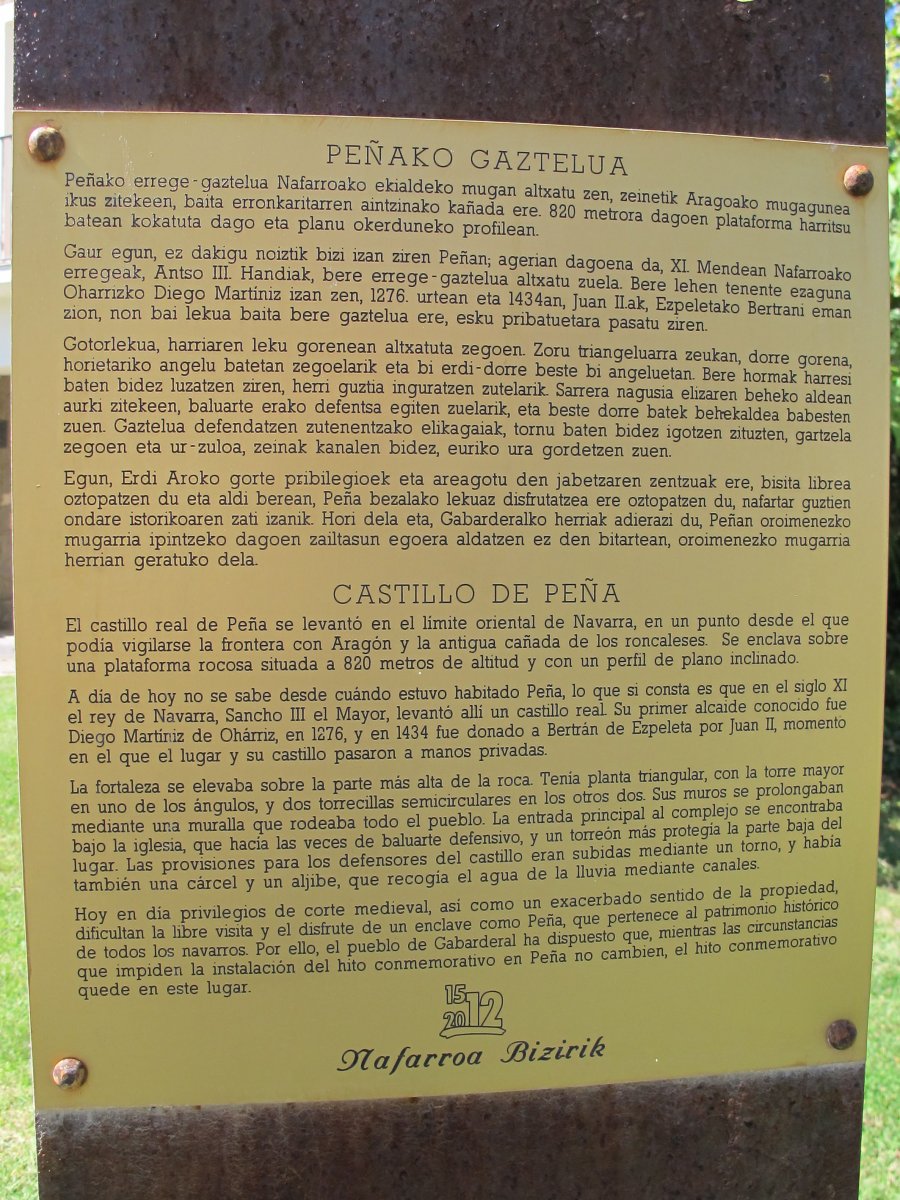 PEÑAKO GAZTELUA
Peñako errege-gaztelua Nafarroako ekialdeko mugan altxatu zen, zeinetik Aragoako mugagunea
ikus zitekeen, baita erronkaritarren aintzinako kañada ere. 820 metrora dagoen plataforma harritsu
batean kokatuta dago eta planu okerduneko profilean.
Gaur egun, ez dakigu noiztik bizi izan ziren Peñan; agerian dagoena da, XI. Mendean Nafarroako
erregeak, Antso III. Handiak, bere errege-gaztelua altxatu zuela. Bere lehen tenente ezaguna
Oharrizko Diego Martíniz izan zen, 1276. urtean eta 1434an, Juan II.ak, Ezpeletako Bertrani eman
zion, non bai lekua baita bere gaztelua ere, esku pribatuetara pasatu ziren.
Gotorlekua, harriaren leku gorenean altxatuta zegoen. Zoru triangeluarra zeukan, dorre gorena,
horietariko angelu batetan zegoelarik eta bi erdi-dorre beste bi angeluetan. Bere hormak harresi
baten bidez luzatzen ziren, herri guztia inguratzen zutelarik. Sarrera nagusia elizaren beheko aldean
aurki zitekeen, baluarte erako defentsa egiten zuelarik, eta beste dorre batek behekaldea babesten
zuen. Gaztelua defendatzen zutenentzako elikagaiak, tornu baten bidez igotzen zituzten, gartzela
zegoen eta ur-zuloa, zeinak kanalen bidez, euriko ura gordetzen zuen.
Egun, Erdi Aroko gorte pribilegioek eta areagotu den jabetzaren zentzuak ere, bisita librea
oztopatzen du eta aldi berean, Peña bezalako lekuaz disfrutatzea ere oztopatzen du, nafartar guztien
ondare istorikoaren zati izanik. Hori dela eta, Gabarderalko herriak adierazi du, Peñan oroimenezko
mugarria ipintzeko dagoen zailtasun egoera aldatzen ez den bitartean, oroimenezko mugarria
herrian geratuko dela.
CASTILLO DE PEÑA
El castillo real de Peña se levantó en el límite oriental de Navarra, en un punto desde el que
podía vigilarse la frontera con Aragón y la antigua cañada de los roncaleses. Se enclava sobre
una plataforma rocosa situada a 820 metros de altitud y con un perfil de plano inclinado.
A día de hoy no se sabe desde cuándo estuvo habitado Peña, lo que si consta es que en el siglo XI
el rey de Navarra, Sancho III el Mayor, levantó allí un castillo real. Su primer alcaide conocido fue
Diego Martíniz de Ohárriz, en 1276, y en 1434 fue donado a Bertrán de Ezpeleta por Juan II, momento
en el que el lugar y su castillo pasaron a manos privadas.
La fortaleza se elevaba sobre la parte más alta de la roca. Tenía planta triangular, con la torre mayor
en uno de los ángulos, y dos torrecillas semicirculares en los otros dos. Sus muros se prolongaban
mediante una muralla que rodeaba todo el pueblo. La entrada principal al complejo se encontraba
bajo la iglesia, que hacía las veces de baluarte defensivo, y un torreón más protegía la parte baja del
lugar. Las provisiones para los defensores del castillo eran subidas mediante un torno, y había
también una cárcel y un aljibe, que recogía el agua de la lluvia mediante canales.
Hoy en día privilegios de corte medieval, así como un exacerbado sentido de la propiedad,
dificultan la libre visita y el disfrute de un enclave como Peña, que pertenece al patrimonio histórico
de todos los navarros. Por ello, el pueblo de Gabarderal ha dispuesto que, mientras las circunstancias
que impiden la instalación del hito conmemorativo en Peña no cambien, el hito conmemorativo
quede en este lugar.
15
2012
Nafarroa Bizirik